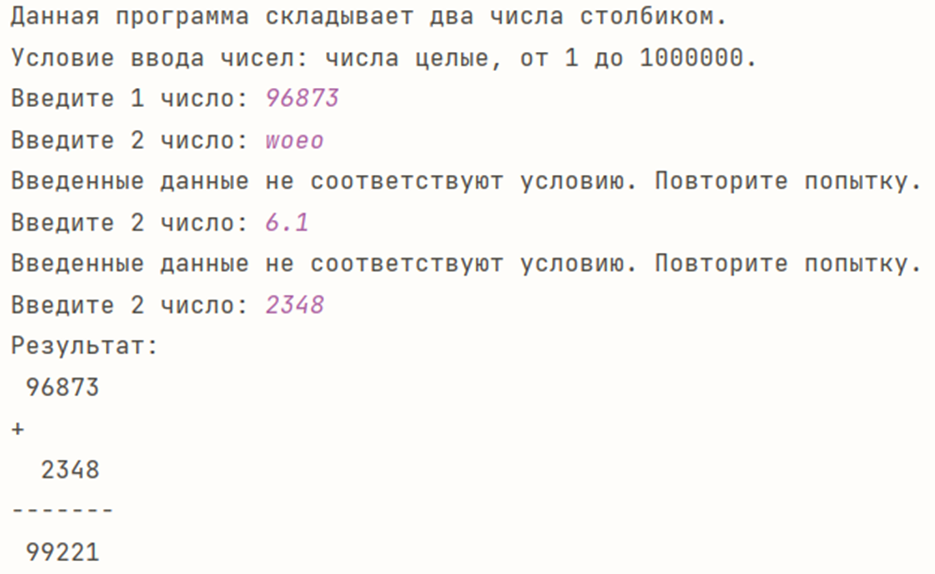 Данная программа складывает два числа столбиком.
Условие ввода чисел: числа целые, от 1 до 1000000.
Введите 1 число: 96873
Введите 2 число: woeo
Введенные данные не соответствуют условию. Повторите попытку.
Введите 2 число: 6.1
Введенные данные не соответствуют условию. Повторите попытку.
Введите 2 число: 2348
Результат:
 96873
+
  2348
-------
 99221